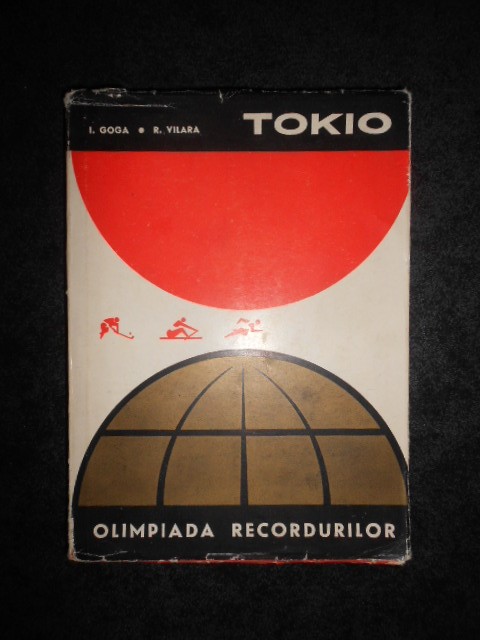 I. GOGA • R. VILARA TOKIO
OLIMPIADA RECORDURILOR